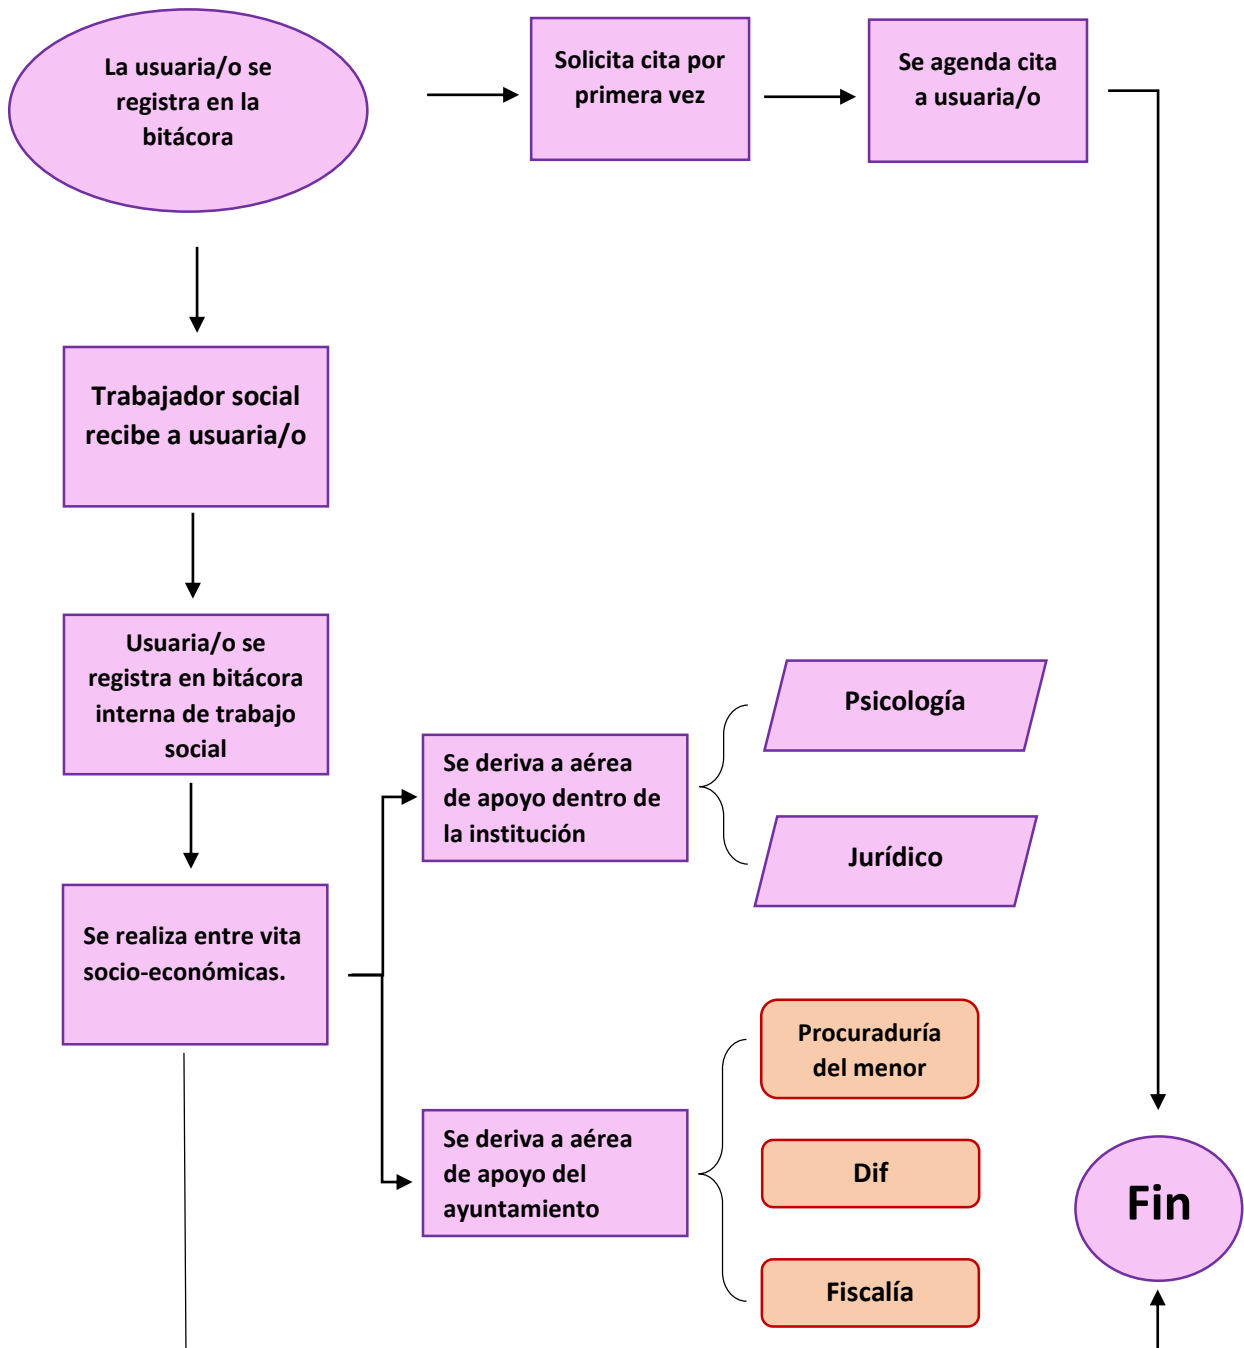 La usuaria/o se
registra en la
bitácora
Solicita cita por
primera vez
Se agenda cita
a usuaria/o
Trabajador social
recibe a usuaria/o
Usuaria/o se
registra en bitácora
interna de trabajo
social
Se realiza entre vita
socio-económicas.
Se deriva a aérea
de apoyo dentro de
la institución
Psicología
Jurídico
Se deriva a aérea
de apoyo del
ayuntamiento
Procuraduría
del menor
Dif
Fiscalía
Fin